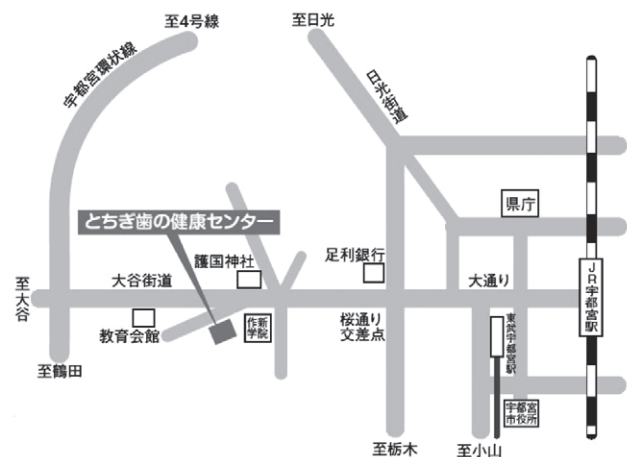 至4号線
至日光
宇都宮環状線
日光街道
県庁
とちぎ歯の健康センター
護国神社
足利銀行
大谷街道
大通り
至大谷
JR宇都宮駅
教育会館
作新
学院
桜通り
交差点
東武宇都宮駅
至鶴田
宇都宮
市役所
至栃木
至小山